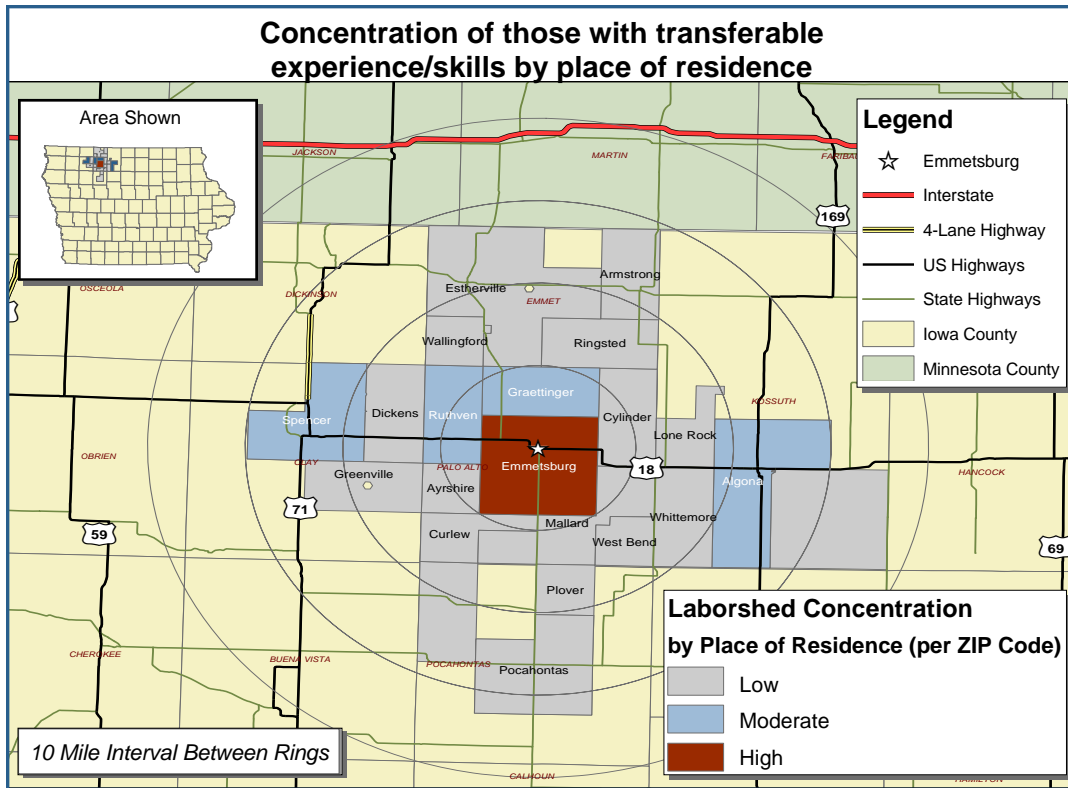 Concentration of those with transferable
experience/skills by place of residence
Area Shown
Legend
Emmetsburg
Interstate
4-Lane Highway
US Highways
State Highways
Iowa County
Minnesota County
JACKSON
MARTIN
169
OSCEOLA
DICKINSON
Estherville
EMMET
Armstrong
Wallingford
Ringsted
Graettinger
KOSSUTH
Spencer
Dickens
Ruthven
Cylinder
Lone Rock
OBRIEN
CLAY
Greenville
PALO ALTO
Emmetsburg
18
Algona
HANCOCK
Ayrshire
71
Mallard
Whittemore
59
Curlew
West Bend
69
Plover
CHEROKEE
BUENA VISTA
POCAHONTAS
Pocahontas
Laborshed Concentration
by Place of Residence (per ZIP Code)
Low
Moderate
High
10 Mile Interval Between Rings
CALHOUN
HAMILTON